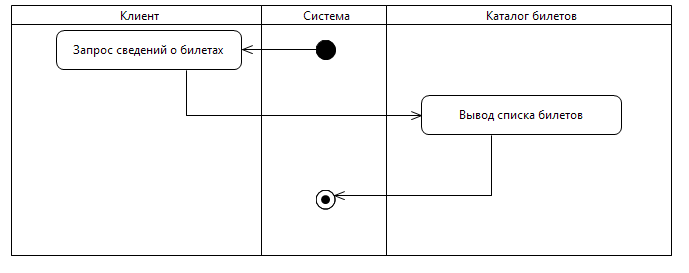 Клиент
Система
Каталог билетов
Запрос сведений о билетах
Вывод списка билетов